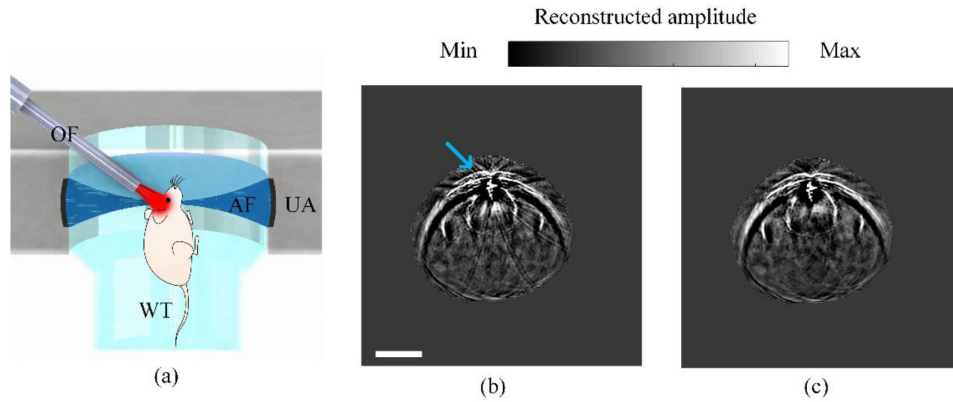 Reconstructed amplitude
Min
Max
OF
AF
UA
WT
(a)
(b)
(c)